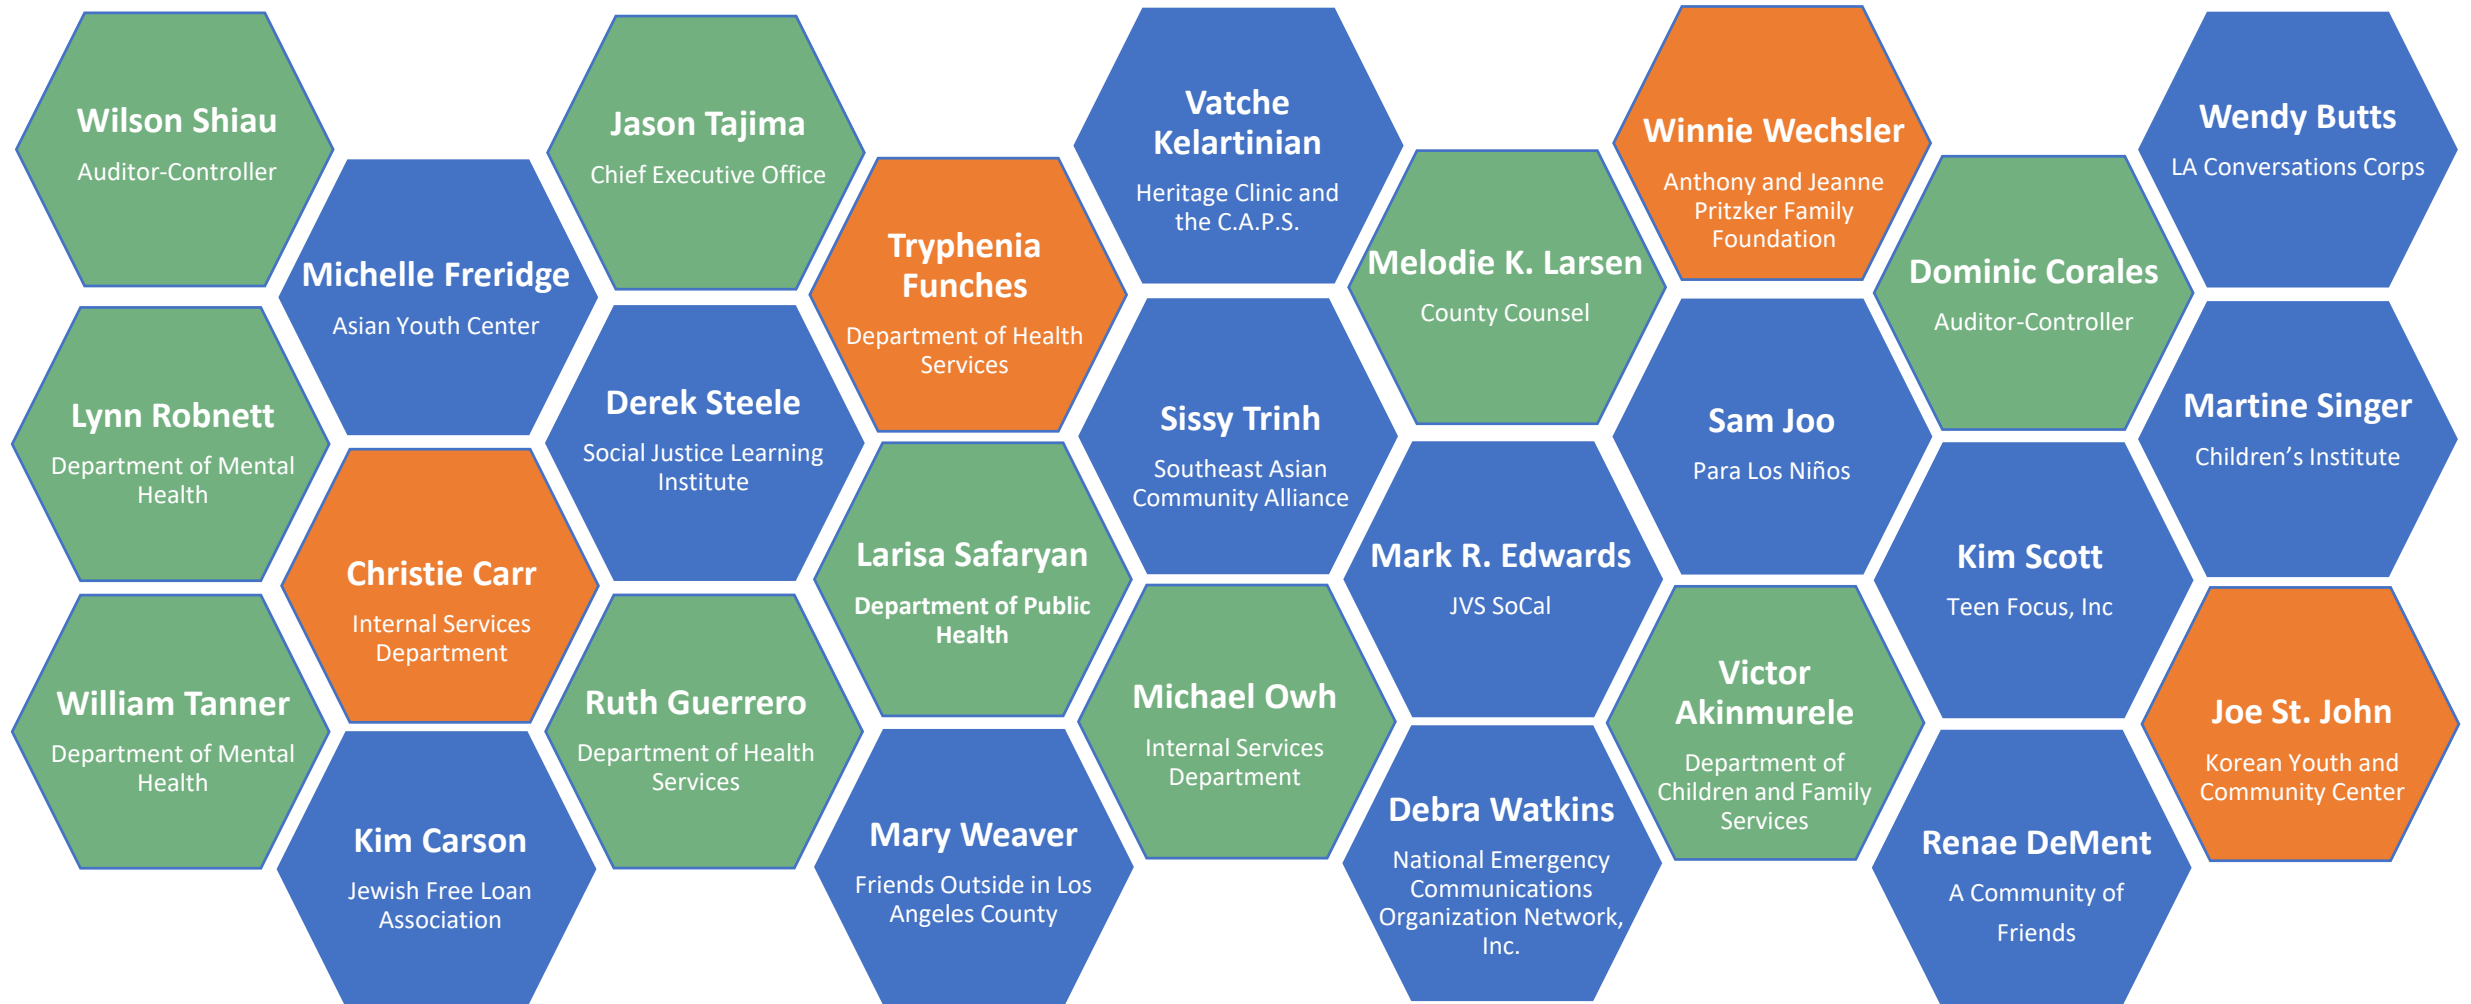 Wilson Shiau
Auditor-Controller
Lynn Robnett
Department of Mental
Health
William Tanner
Department of Mental
Health
Michelle Freridge
Asian Youth Center
Christie Carr
Internal Services
Department
Kim Carson
Jewish Free Loan
Association
Jason Tajima
Chief Executive Office
Derek Steele
Social Justice Learning
Institute
Ruth Guerrero
Department of Health
Services
Tryphenia
Funches
Department of Health
Services
Larisa Safaryan
Department of Public
Health
Mary Weaver
Friends Outside in Los
Angeles County
Vatche
Kelartinian
Heritage Clinic and
the C.A.P.S.
Sissy Trinh
Southeast Asian
Community Alliance
Michael Owh
Internal Services
Department
Melodie K. Larsen
County Counsel
Mark R. Edwards
JVS SoCal
Debra Watkins
National Emergency
Communications
Organization Network,
Inc.
Winnie Wechsler
Anthony and Jeanne
Pritzker Family
Foundation
Sam Joo
Para Los Niños
Victor
Akinmurele
Department of
Children and Family
Services
Dominic Corales
Auditor-Controller
Kim Scott
Teen Focus, Inc
Renae DeMent
A Community of
Friends
Wendy Butts
LA Conversations Corps
Martine Singer
Children’s Institute
Joe St. John
Korean Youth and
Community Center